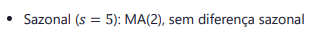 • Sazonal (s = 5): MA(2), sem diferença sazonal